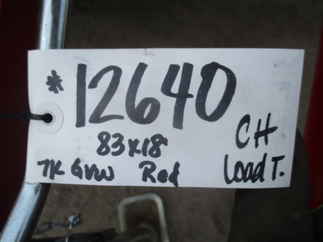 *12640
83x18
CH
7K GVW Red
Load T.